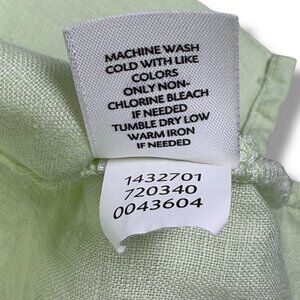 MACHINE WASH
COLD WITH LIKE
COLORS
ONLY NON-
CHLORINE BLEACH
IF NEEDED
TUMBLE DRY LOW
WARM IRON
IF NEEDED
1432701
720340
0043604